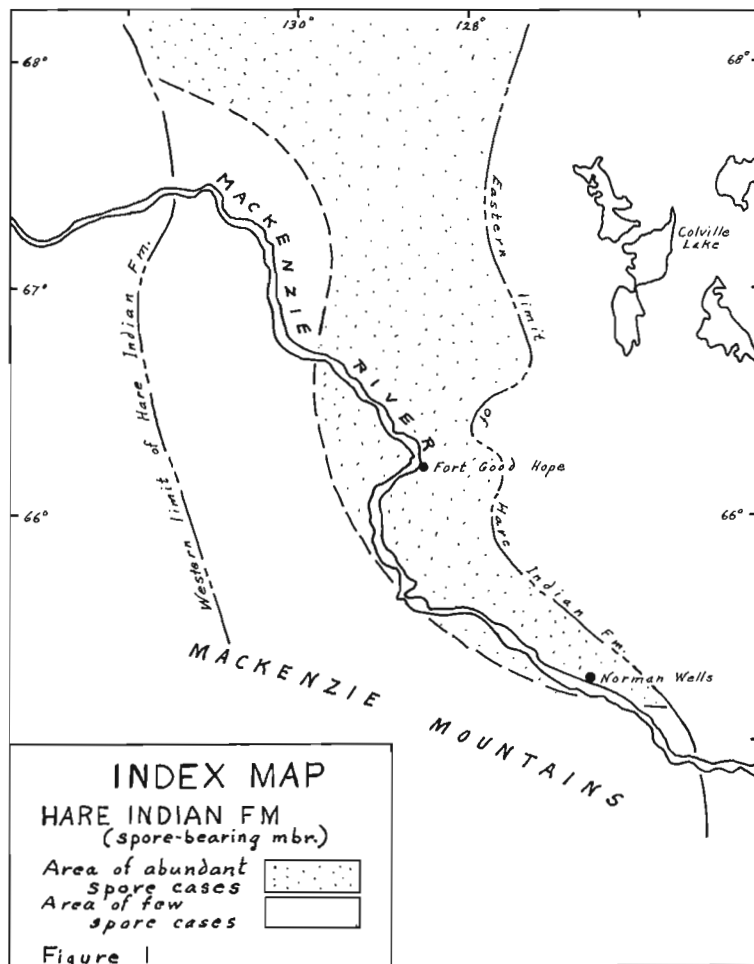 130° 128°
68° 68°
MACKENZIE RIVER
Eastern limit of Hare Indian Fm.
Colville
Lake
67°
Western limit of Hare Indian Fm.
Fort Good Hope
66° 66°
Norman Wells
MACKENZIE MOUNTAINS
INDEX MAP
HARE INDIAN FM
(spore-bearing mbr.)
Area of abundant
spore cases
Area of few
spore cases
Figure 1